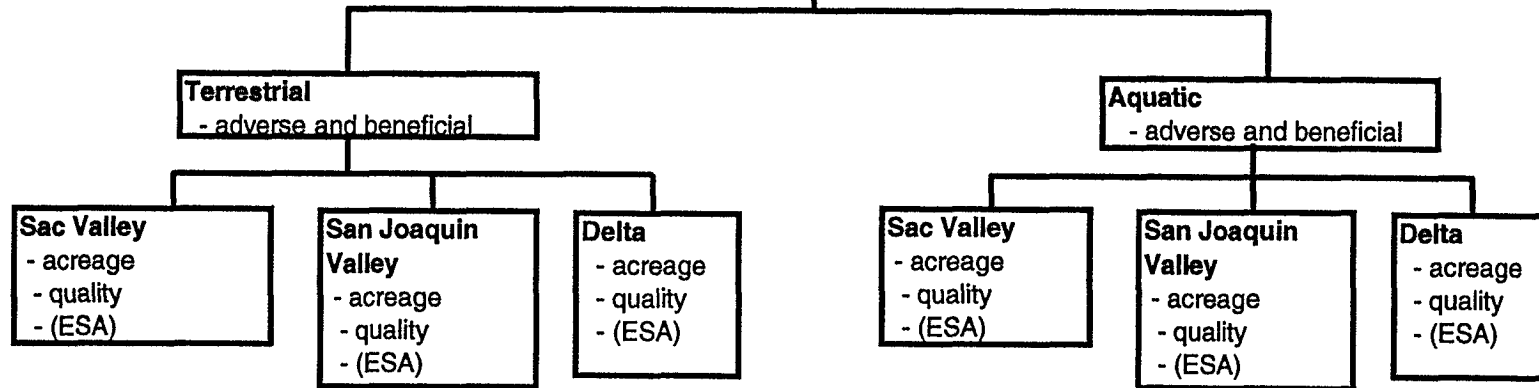 Terrestrial
- adverse and beneficial
Aquatic
- adverse and beneficial
Sac Valley
- acreage
- quality
- (ESA)
San Joaquin
Valley
- acreage
- quality
- (ESA)
Delta
- acreage
- quality
- (ESA)
Sac Valley
- acreage
- quality
- (ESA)
San Joaquin
Valley
- acreage
- quality
- (ESA)
Delta
- acreage
- quality
- (ESA)